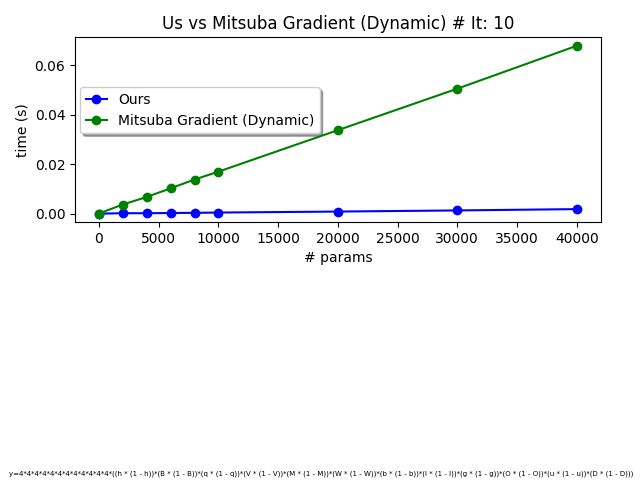 Us vs Mitsuba Gradient (Dynamic) # It: 10
0.06
0.04
0.02
0.00
time (s)
Ours
Mitsuba Gradient (Dynamic)
0 5000 10000 15000 20000 25000 30000 35000 40000
# params
y=4*4*4*4*4*4*4*4*4*4*4*4*((h * (1 - h))*(B * (1 - B))*(q * (1 - q))*(V * (1 - V))*(M * (1 - M))*(W * (1 - W))*(b * (1 - b))*(l * (1 - l))*(g * (1 - g))*(O * (1 - O))*(u * (1 - u))*(D * (1 - D)))